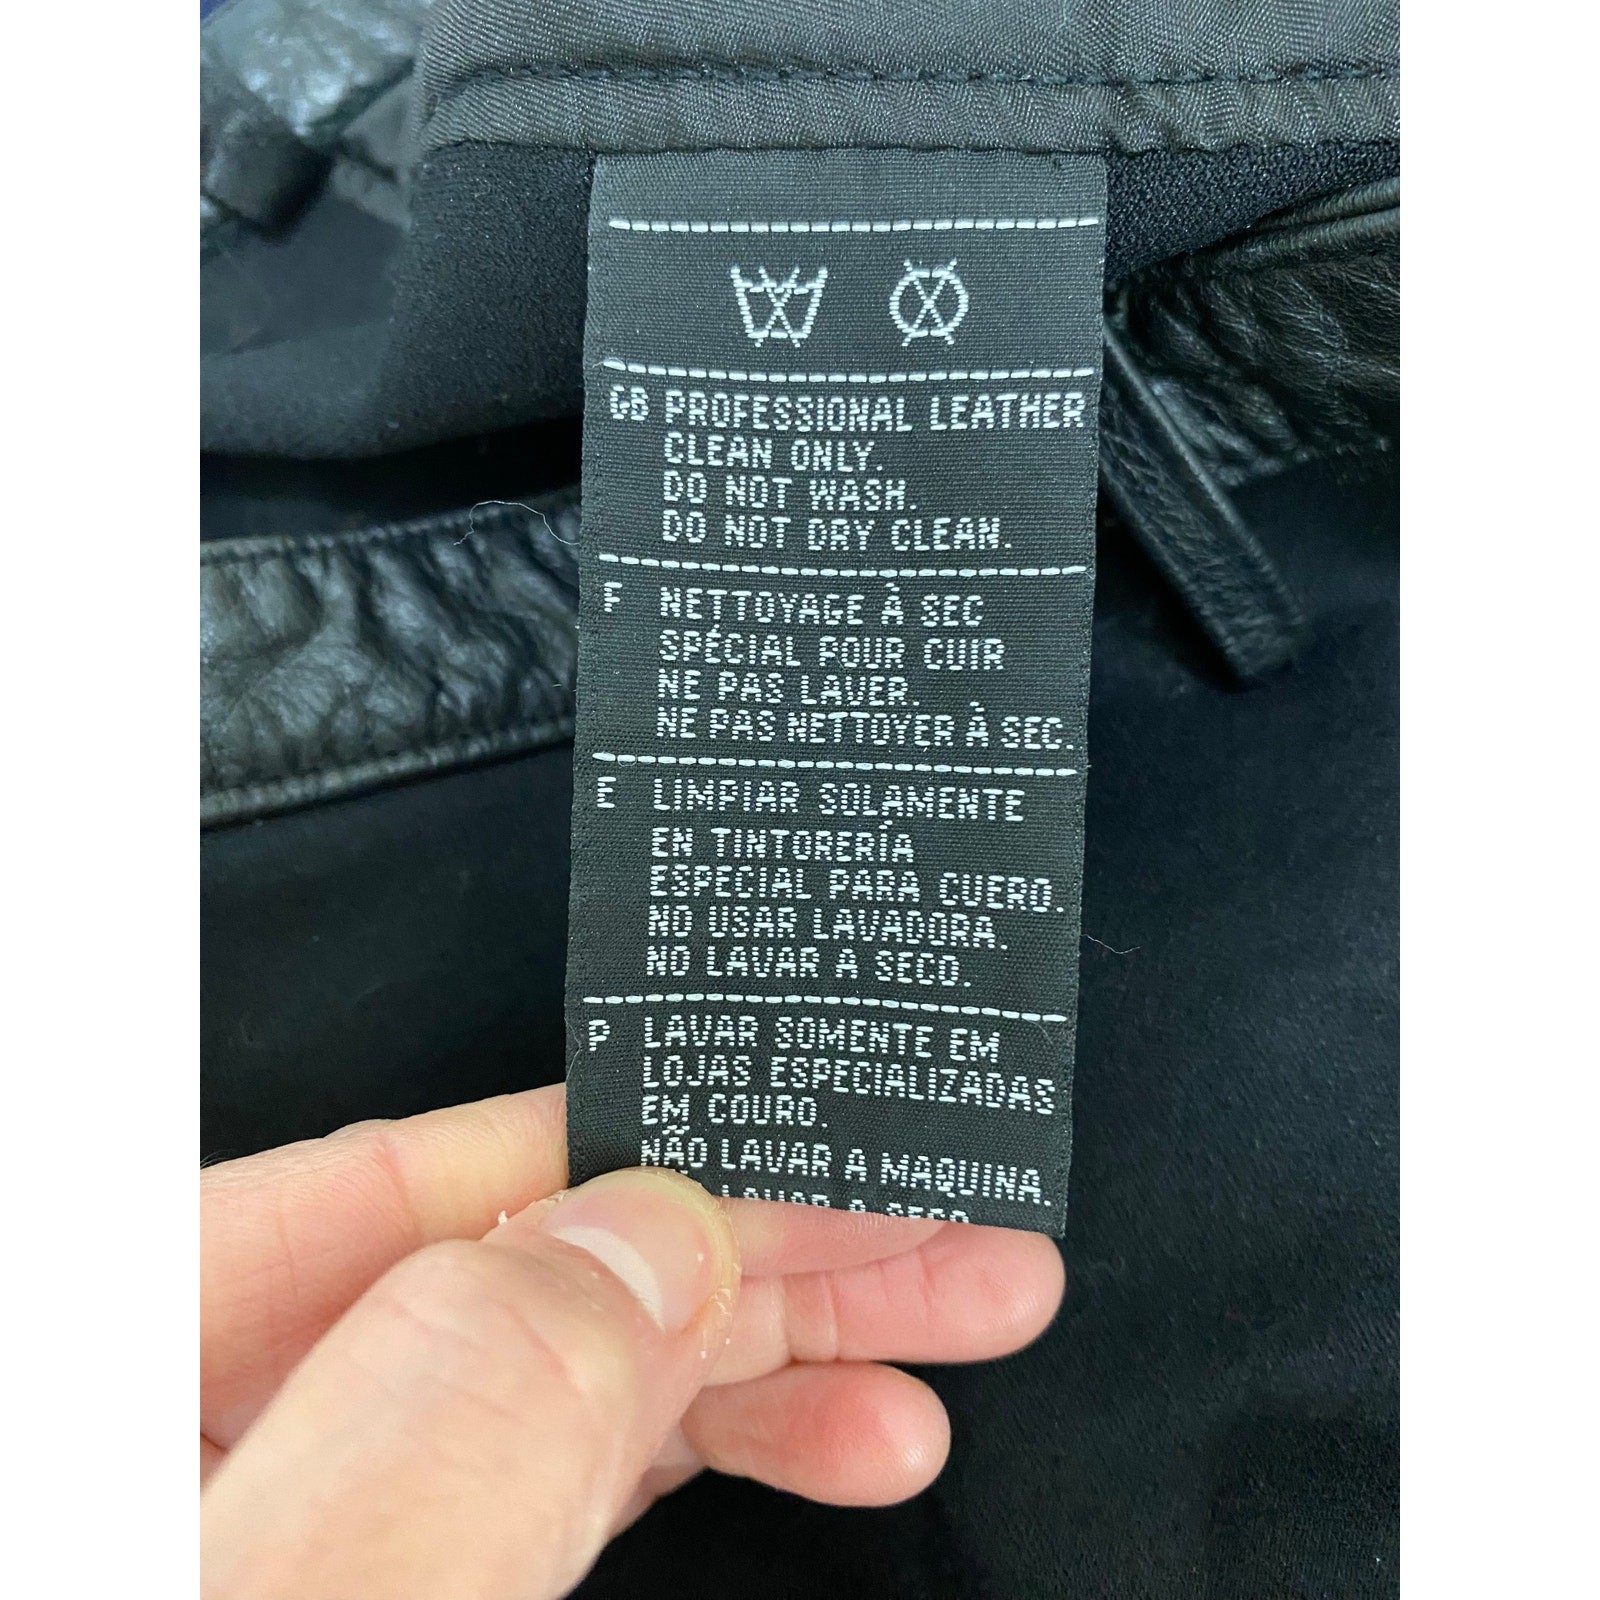 GB PROFESSIONAL LEATHER
CLEAN ONLY.
DO NOT WASH.
DO NOT DRY CLEAN.
F NETTOYAGE À SEC
SPÉCIAL POUR CUIR
NE PAS LAVER.
NE PAS NETTOYER À SEC.
E LIMPIAR SOLAMENTE
EN TINTORERÍA
ESPECIAL PARA CUERO.
NO USAR LAVADORA.
NO LAVAR A SECO.
P LAVAR SOMENTE EM
LOJAS ESPECIALIZADAS
EM COURO.
NÃO LAVAR A MAQUINA.
LAVAR A SECO